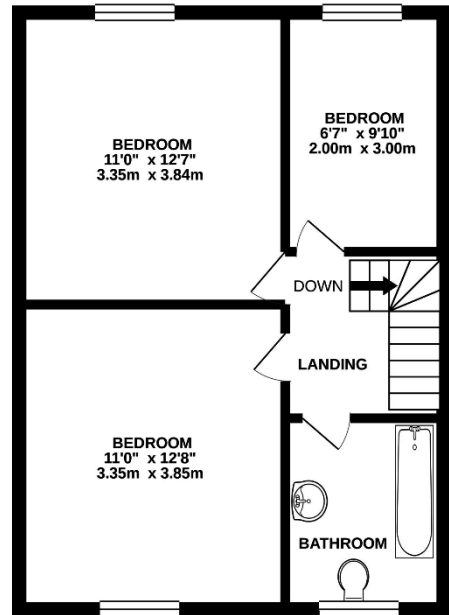 BEDROOM
11'0" x 12'7"
3.35m x 3.84m
BEDROOM
6'7" x 9'10"
2.00m x 3.00m
DOWN
LANDING
BEDROOM
11'0" x 12'8"
3.35m x 3.85m
BATHROOM